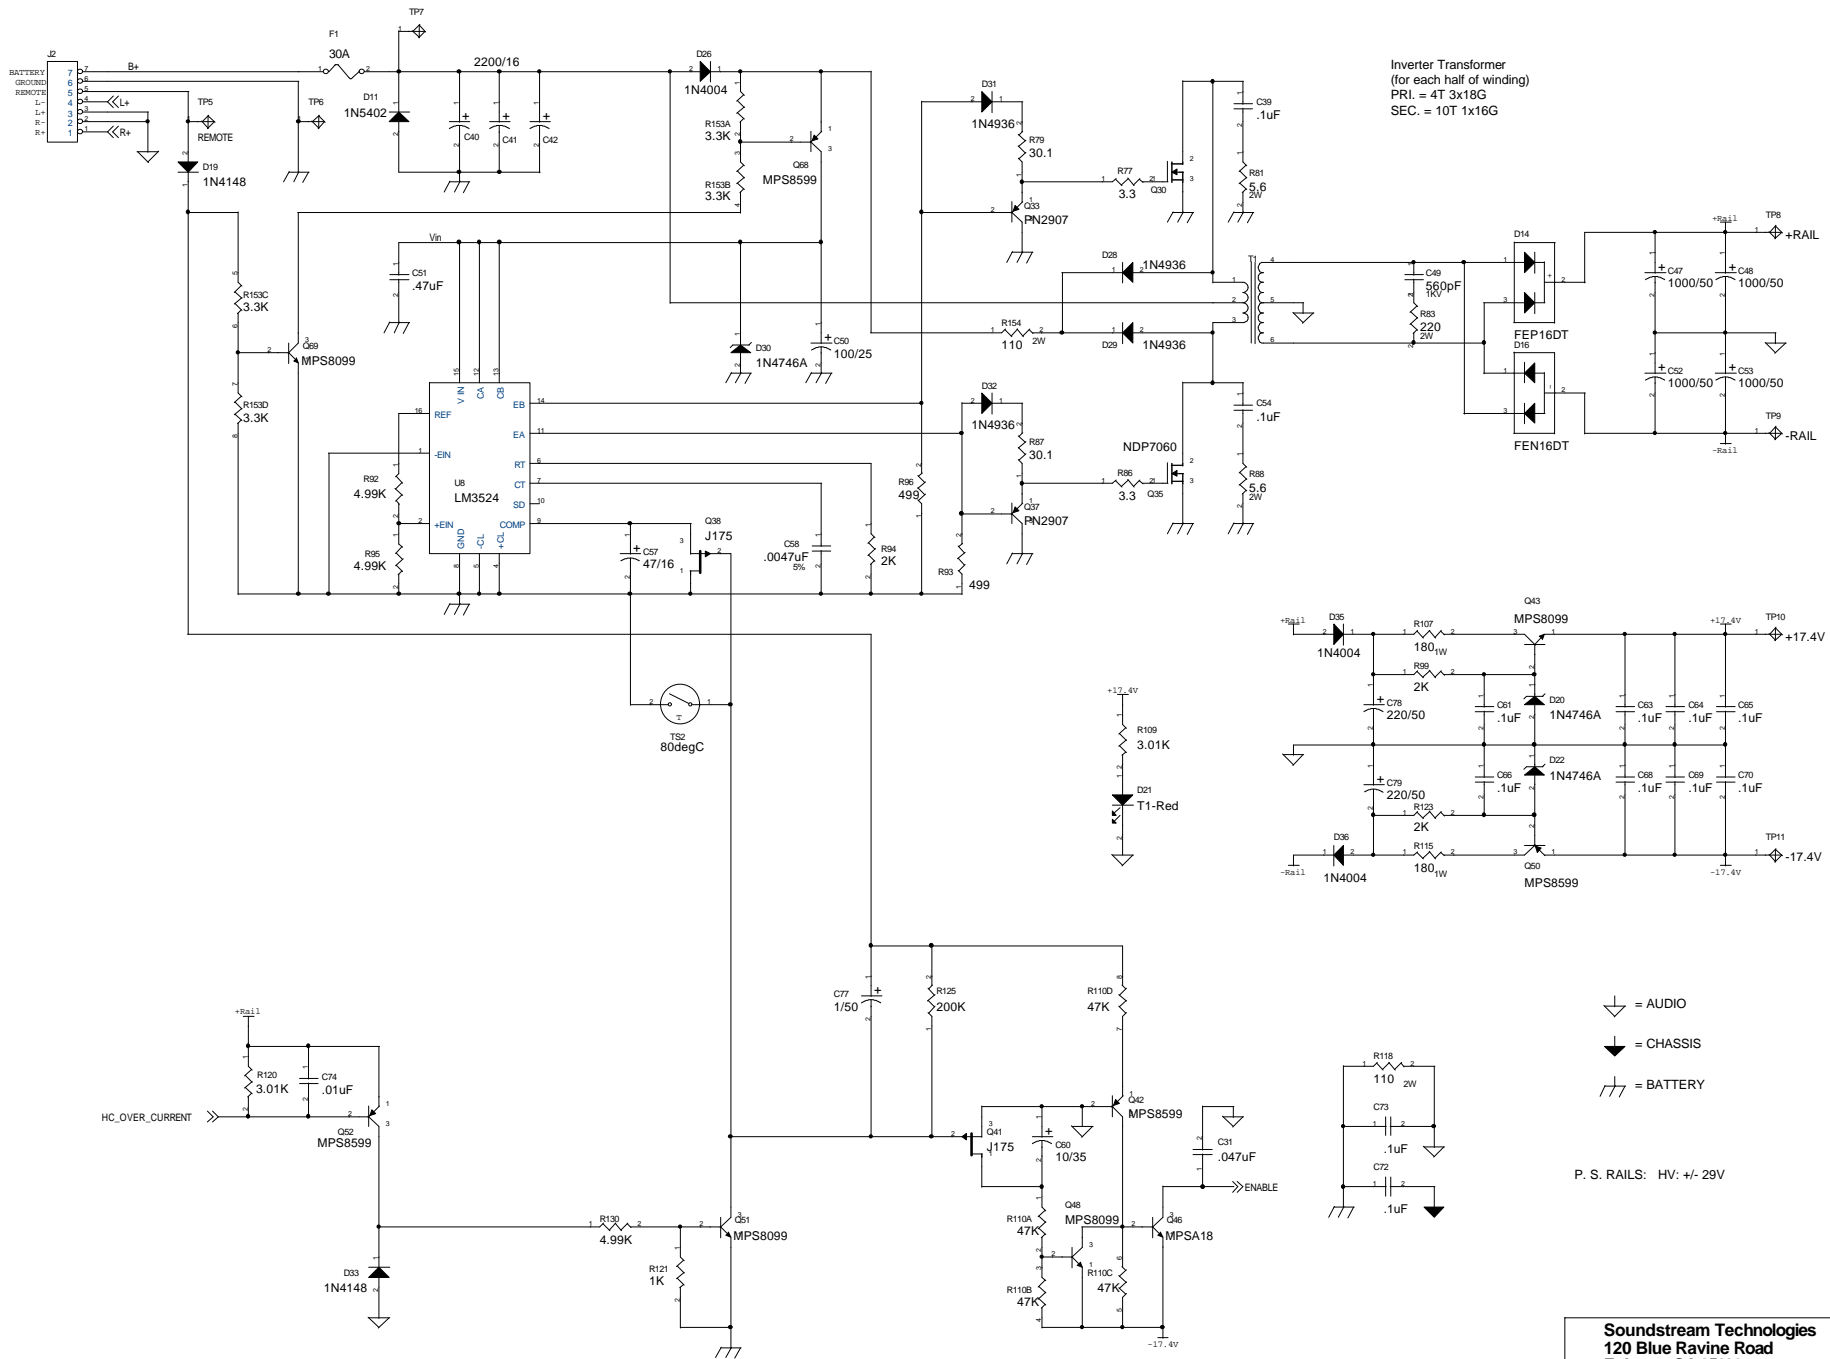 J2
BATTERY 7 7 B+
GROUND 6 6
REMOTE 5 5
L- 4 4 L+
L+ 3 3
R- 2 2
R+ 1 1 R+
F1
30A
TP7
TP5
REMOTE
TP6
D19
1N4148
D11
1N5402
2200/16
C40
C41
C42
D26
1N4004
R153A
3.3K
R153B
3.3K
Q68
MPS8599
D31
1N4936
R79
30.1
Q33
PN2907
R77
3.3
Q30
C39
.1uF
R81
5.6
2W
Inverter Transformer
(for each half of winding)
PRI. = 4T 3x18G
SEC. = 10T 1x16G
Vin
C51
.47uF
R153C
3.3K
Q69
MPS8099
R153D
3.3K
D30
1N4746A
C50
100/25
D28
1N4936
R154
110
2W
D29
1N4936
C49
560pF
1KV
R83
220
2W
D14
FEP16DT
D16
FEN16DT
+Rail
TP8
+RAIL
C47
1000/50
C48
1000/50
C52
1000/50
C53
1000/50
TP9
-RAIL
-Rail
V IN
CA
CB
REF
-EIN
+EIN
GND
-CL
+CL
EB
EA
RT
CT
SD
COMP
U8
LM3524
R92
4.99K
R95
4.99K
C57
47/16
Q38
J175
C58
.0047uF
5%
R94
2K
R96
499
R93
499
D32
1N4936
R87
30.1
Q37
PN2907
R86
3.3
NDP7060
Q35
C54
.1uF
R88
5.6
2W
TS2
80degC
+17.4V
R109
3.01K
D21
T1-Red
+Rail
D35
1N4004
R107
180
1W
R99
2K
Q43
MPS8099
+17.4V
TP10
+17.4V
C78
220/50
C61
.1uF
D20
1N4746A
C63
.1uF
C64
.1uF
C65
.1uF
C79
220/50
C66
.1uF
D22
1N4746A
C68
.1uF
C69
.1uF
C70
.1uF
R123
2K
-Rail
D36
1N4004
R115
180
1W
Q50
MPS8599
TP11
-17.4V
-17.4V
+Rail
R120
3.01K
C74
.01uF
HC_OVER_CURRENT
Q52
MPS8599
D33
1N4148
R130
4.99K
R121
1K
Q51
MPS8099
C77
1/50
R125
200K
R110D
47K
Q41
J175
C60
10/35
Q42
MPS8599
C31
.047uF
ENABLE
R110A
47K
Q48
MPS8099
Q46
MPSA18
R110B
47K
R110C
47K
-17.4V
R118
110
2W
C73
.1uF
C72
.1uF
= AUDIO
= CHASSIS
= BATTERY
P. S. RAILS: HV: +/- 29V
Soundstream Technologies
120 Blue Ravine Road